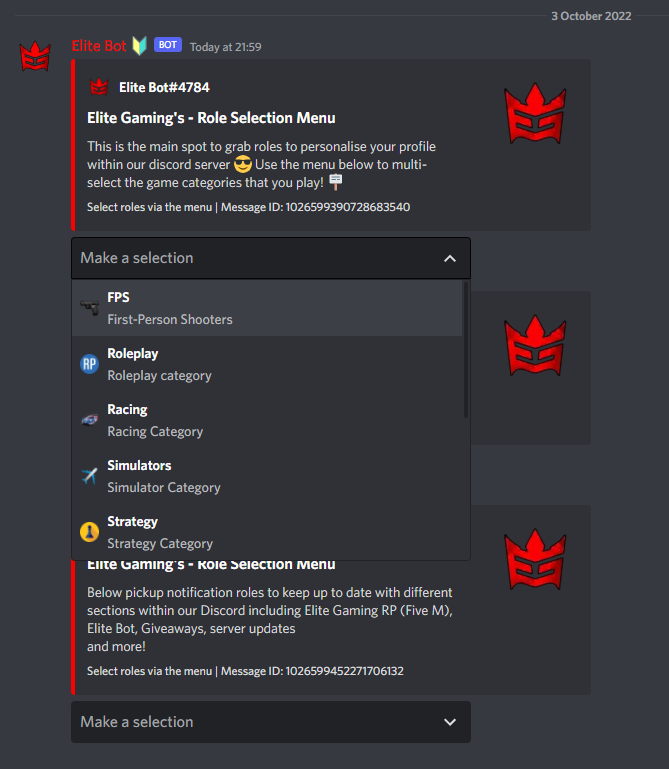 3 October 2022
Elite Bot BOT Today at 21:59
Elite Bot#4784
Elite Gaming's - Role Selection Menu
This is the main spot to grab roles to personalise your profile
within our discord server 😎 Use the menu below to multi-
select the game categories that you play! 🪧
Select roles via the menu | Message ID: 1026599390728683540
Make a selection
FPS
First-Person Shooters
RP
Roleplay
Roleplay category
Racing
Racing Category
Simulators
Simulator Category
Strategy
Strategy Category
Elite Gaming's - Role Selection Menu
Below pickup notification roles to keep up to date with different
sections within our Discord including Elite Gaming RP (Five M),
Elite Bot, Giveaways, server updates
and more!
Select roles via the menu | Message ID: 1026599452271706132
Make a selection